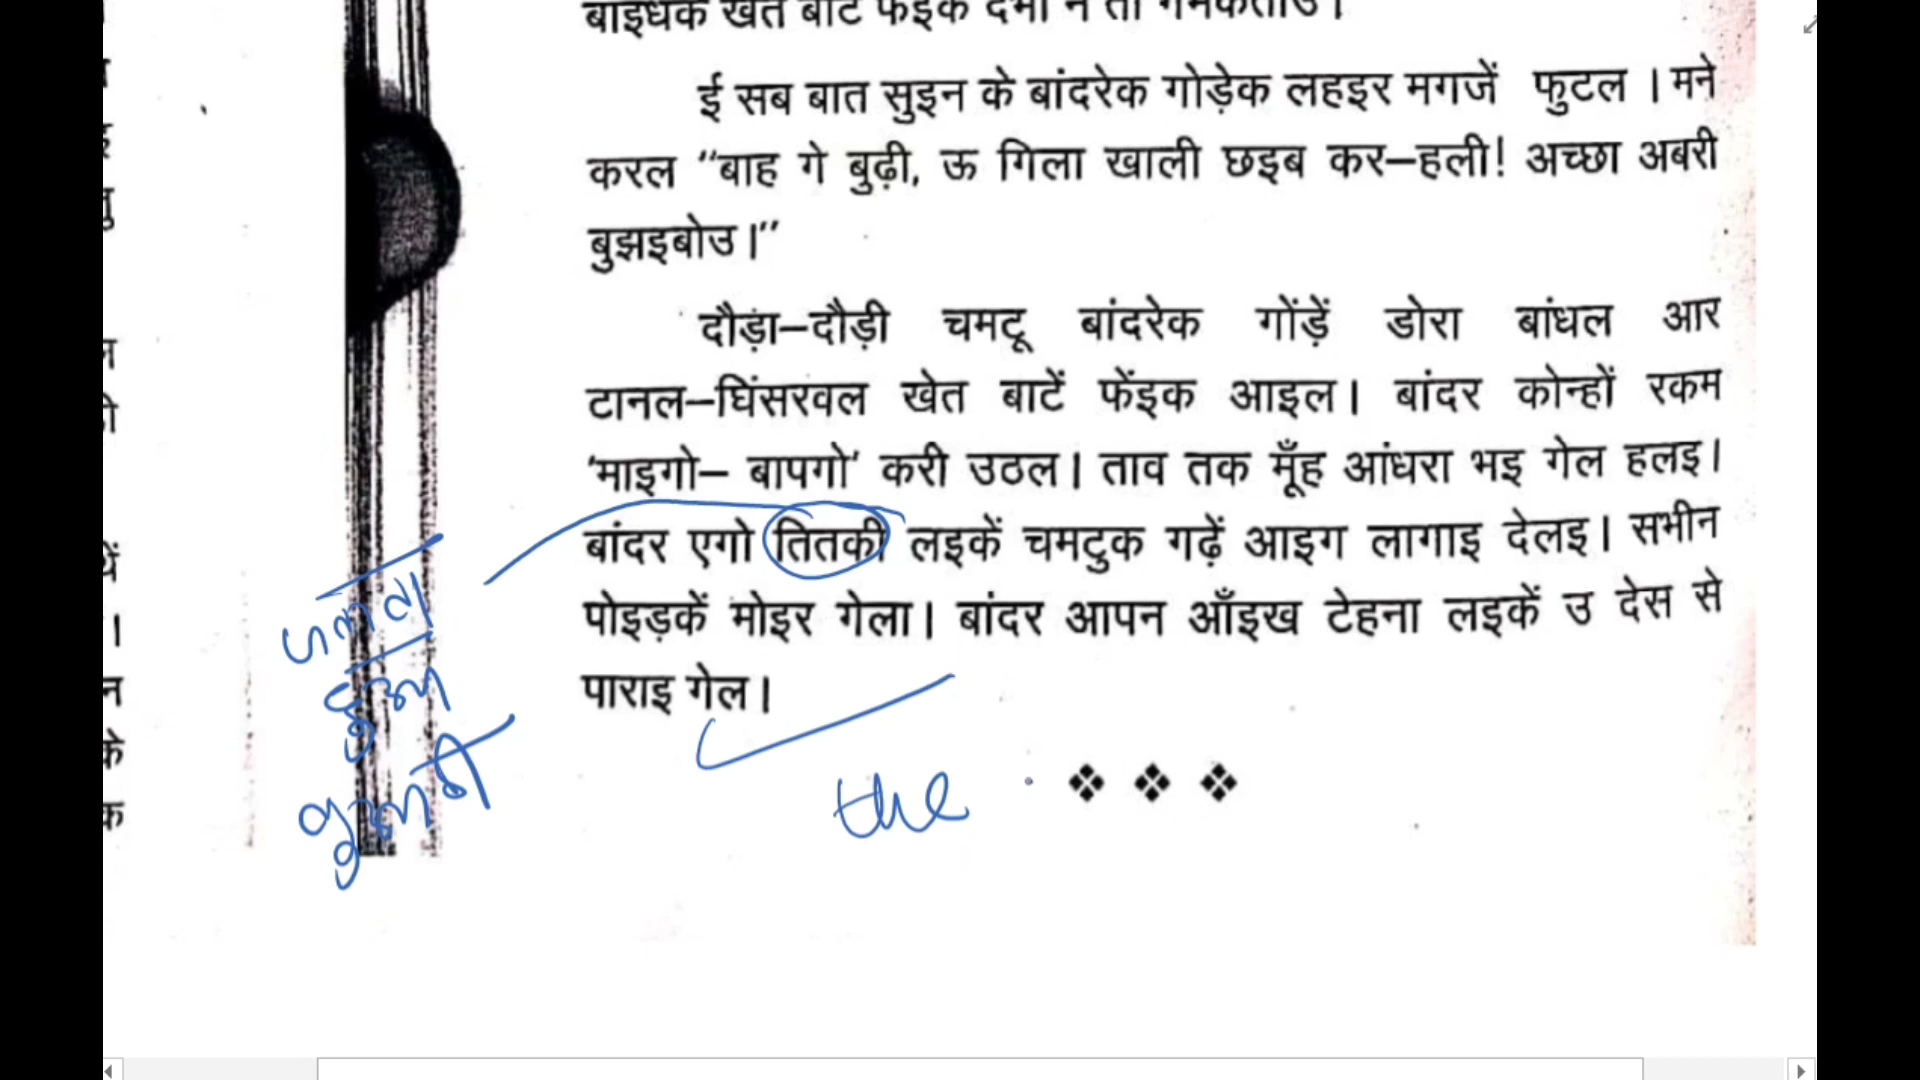 ई सब बात सुइन के बांदरेक गोड़ेक लहइर मगजें फुटल । मने
करल "बाह गे बुढ़ी, ऊ गिला खाली छइब कर–हली! अच्छा अबरी
बुझइबोउ।"
दौड़ा–दौड़ी चमटू बांदरेक गोंड़ें डोरा बांधल आर
टानल–घिंसरवल खेत बाटें फेंइक आइल। बांदर कोन्हों रकम
'माइगो– बापगो' करी उठल। ताव तक मूँह आंधरा भइ गेल हलइ।
बांदर एगो तितकी लइकें चमटुक गढ़ें आइग लागाइ देलइ। सभीन
पोइड़कें मोइर गेला। बांदर आपन आँइख टेहना लइकें उ देस से
पाराइ गेल।
जलता
हुआ
the